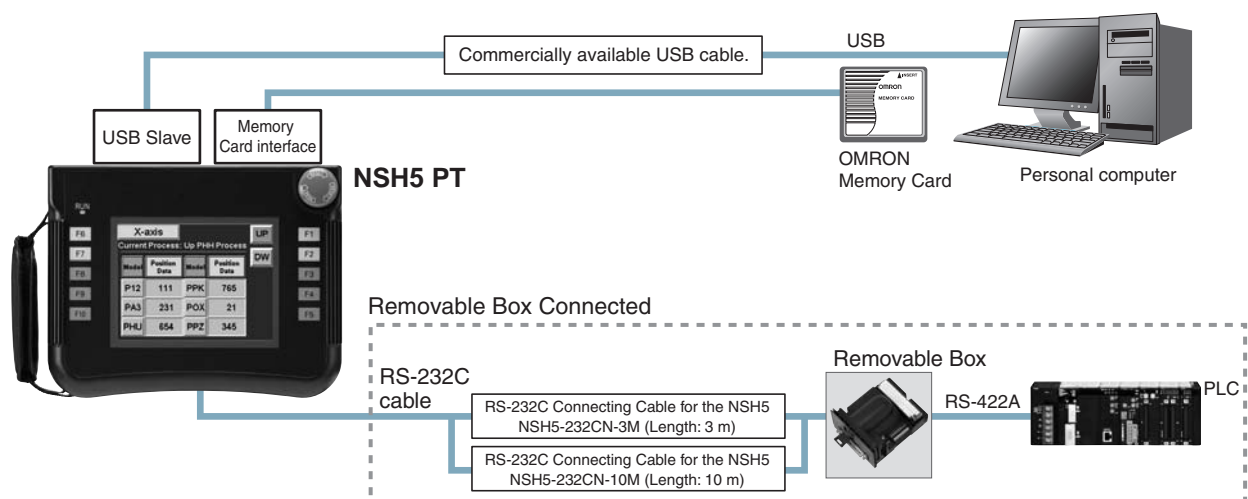 Commercially available USB cable.
USB
INSERT
OMRON
MEMORY CARD
USB Slave
Memory
Card interface
OMRON
Memory Card
Personal computer
NSH5 PT
RUN
F6
F7
F8
F9
F10
X-axis
UP
Current Process: Up PHH Process
DW
Model
Position
Data
Model
Position
Data
P12 111 PPK 765
PA3 231 POX 21
PHU 654 PPZ 345
F1
F2
F3
F4
F5
Removable Box Connected
RS-232C
cable
RS-232C Connecting Cable for the NSH5
NSH5-232CN-3M (Length: 3 m)
RS-232C Connecting Cable for the NSH5
NSH5-232CN-10M (Length: 10 m)
Removable Box
RS-422A
PLC